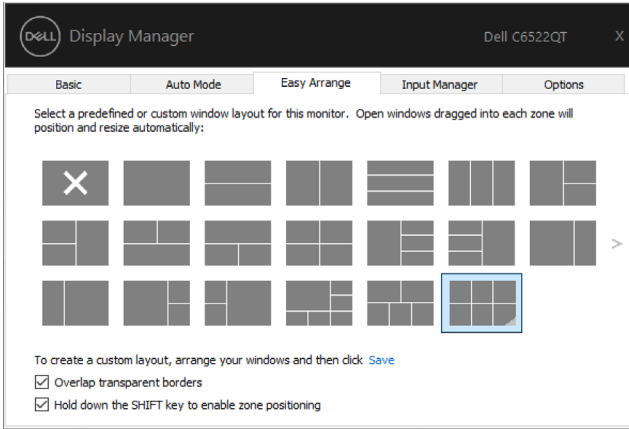 DELL Display Manager Dell C6522QT X
Basic Auto Mode Easy Arrange Input Manager Options
Select a predefined or custom window layout for this monitor. Open windows dragged into each zone will
position and resize automatically:
>
To create a custom layout, arrange your windows and then click Save
Overlap transparent borders
Hold down the SHIFT key to enable zone positioning